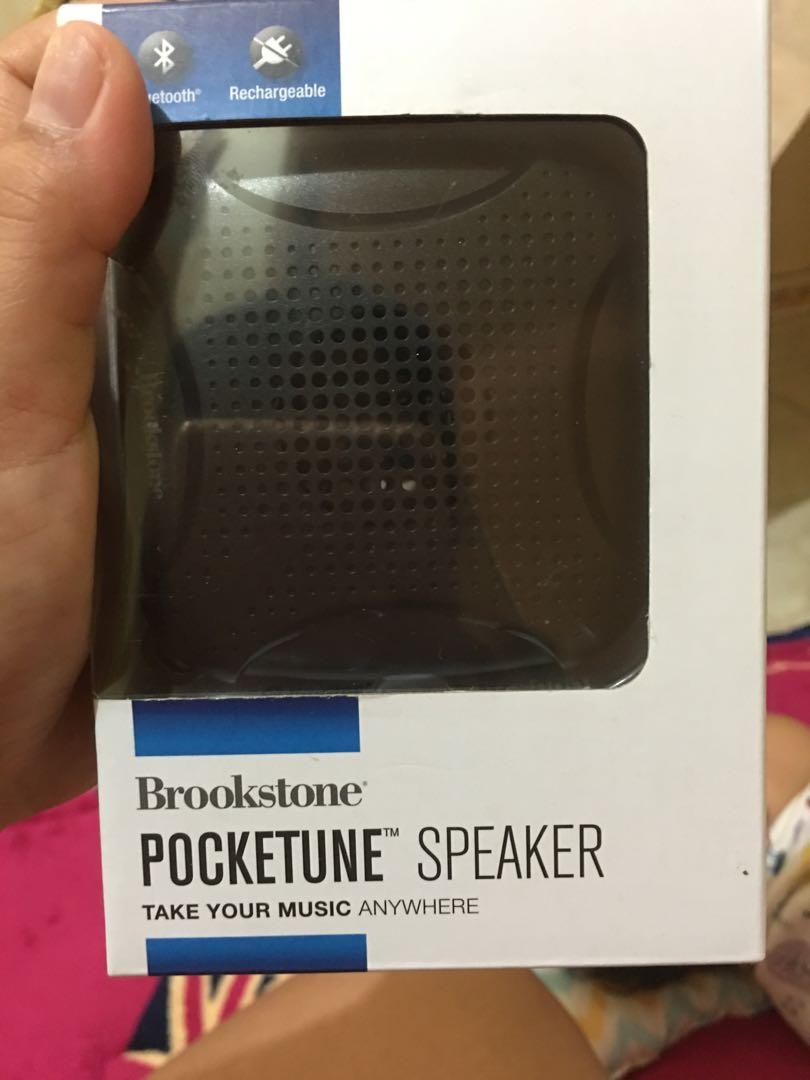 uetooth®
Rechargeable
Brookstone®
POCKETUNE™ SPEAKER
TAKE YOUR MUSIC ANYWHERE